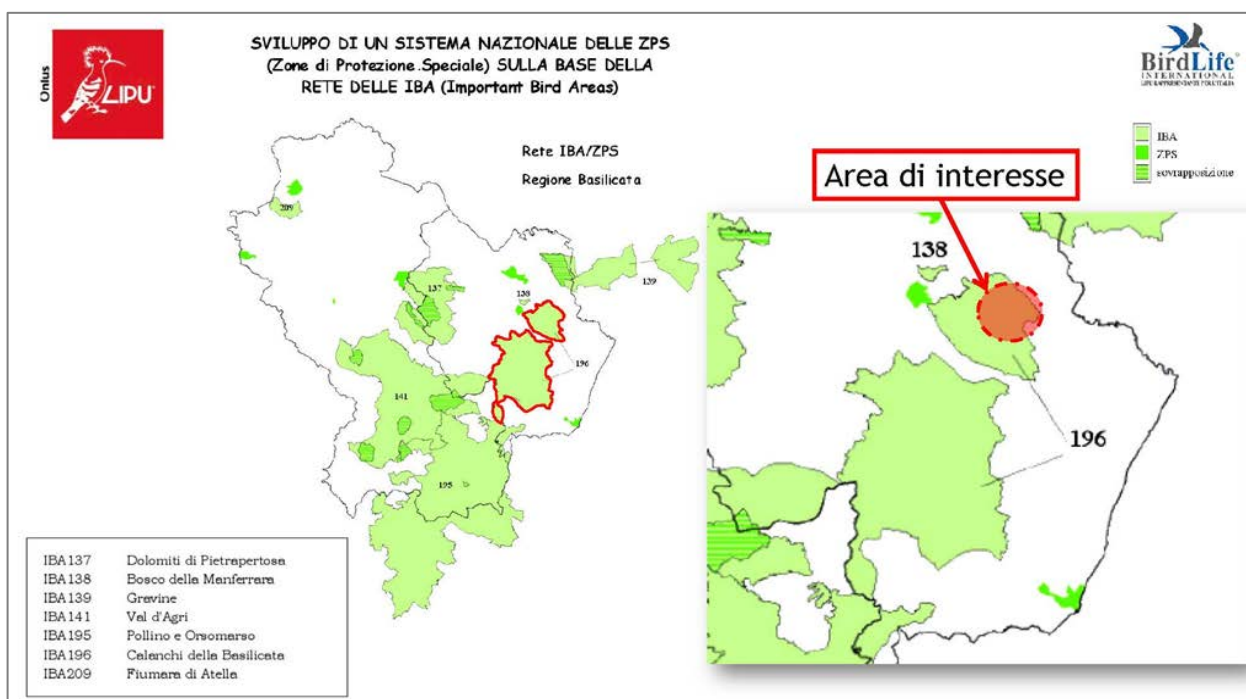 Onlus
LIPU
SVILUPPO DI UN SISTEMA NAZIONALE DELLE ZPS
(Zone di Protezione.Speciale) SULLA BASE DELLA
RETE DELLE IBA (Important Bird Areas)
BirdLife
INTERNATIONAL
Rete IBA/ZPS
Regione Basilicata
IBA
ZPS
sovrapposizione
Area di interesse
209
137
138
139
196
141
195
138
196
IBA137 Dolomiti di Pietrapertosa
IBA138 Bosco della Manferrara
IBA139 Gravine
IBA141 Val d'Agri
IBA195 Pollino e Orsomarso
IBA196 Calanchi della Basilicata
IBA209 Fiumara di Atella